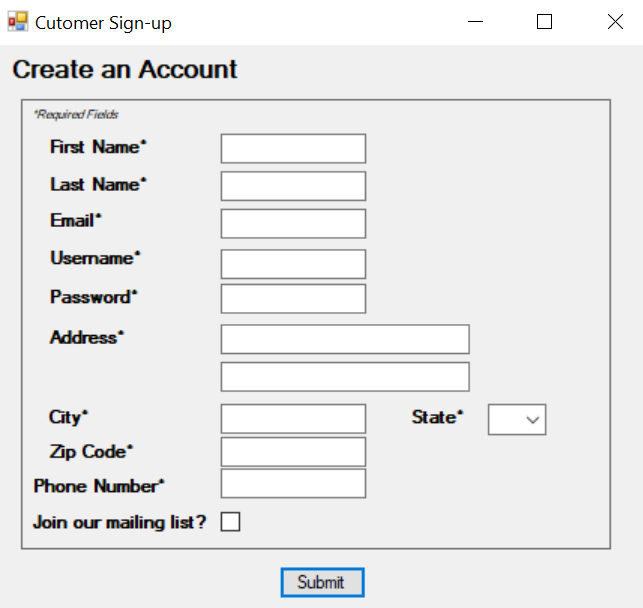 Cutomer Sign-up
Create an Account
*Required Fields
First Name*
Last Name*
Email*
Username*
Password*
Address*
City* State*
Zip Code*
Phone Number*
Join our mailing list?
Submit